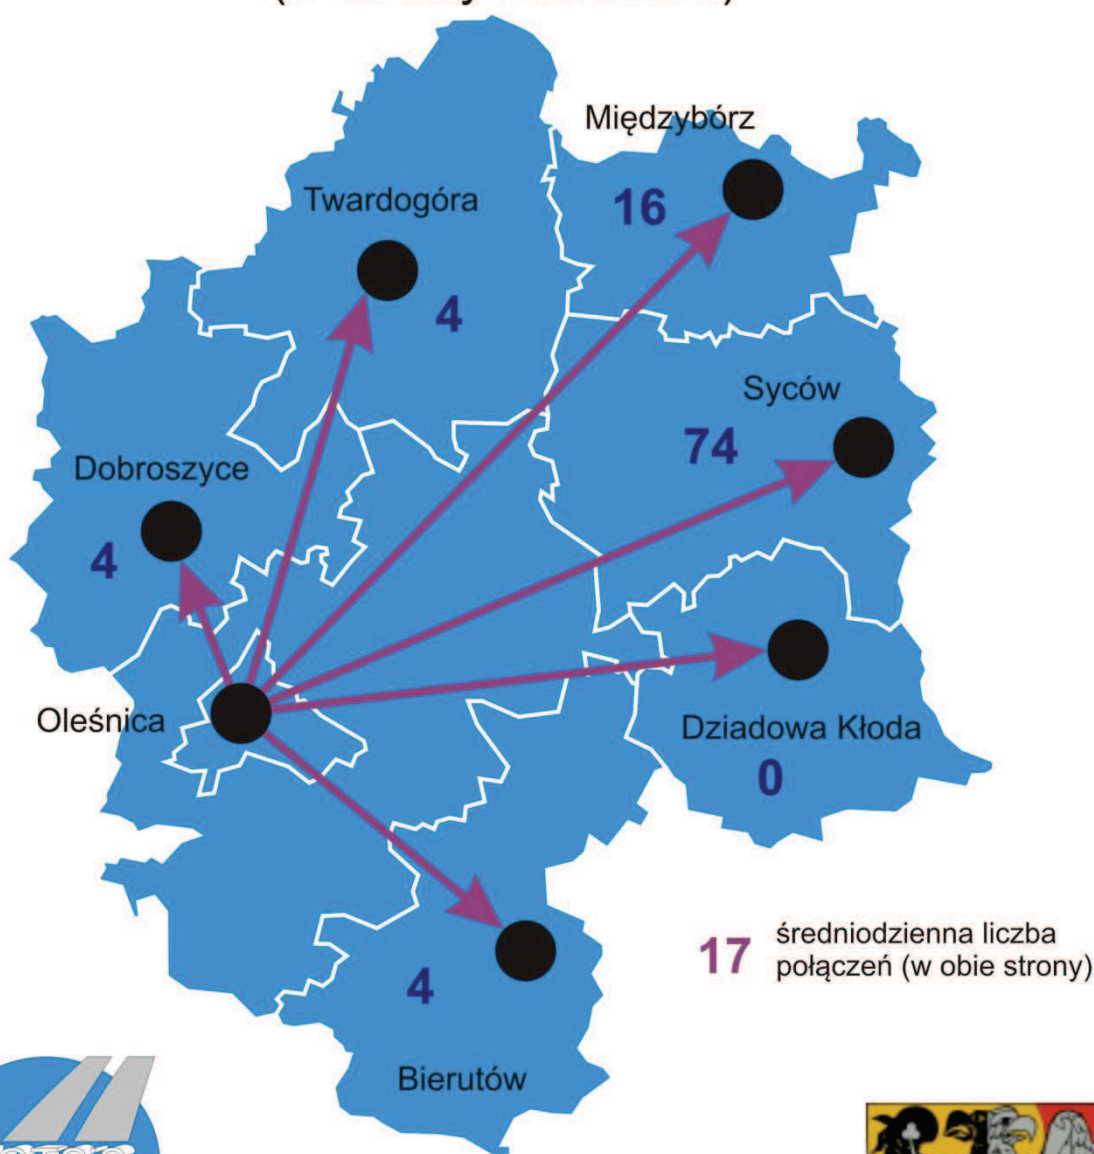 Międzybórz
16
Twardogóra
4
Syców
74
Dobroszyce
4
Oleśnica
Dziadowa Kłoda
0
17 średniodzienna liczba
połączeń (w obie strony)
4
Bierutów